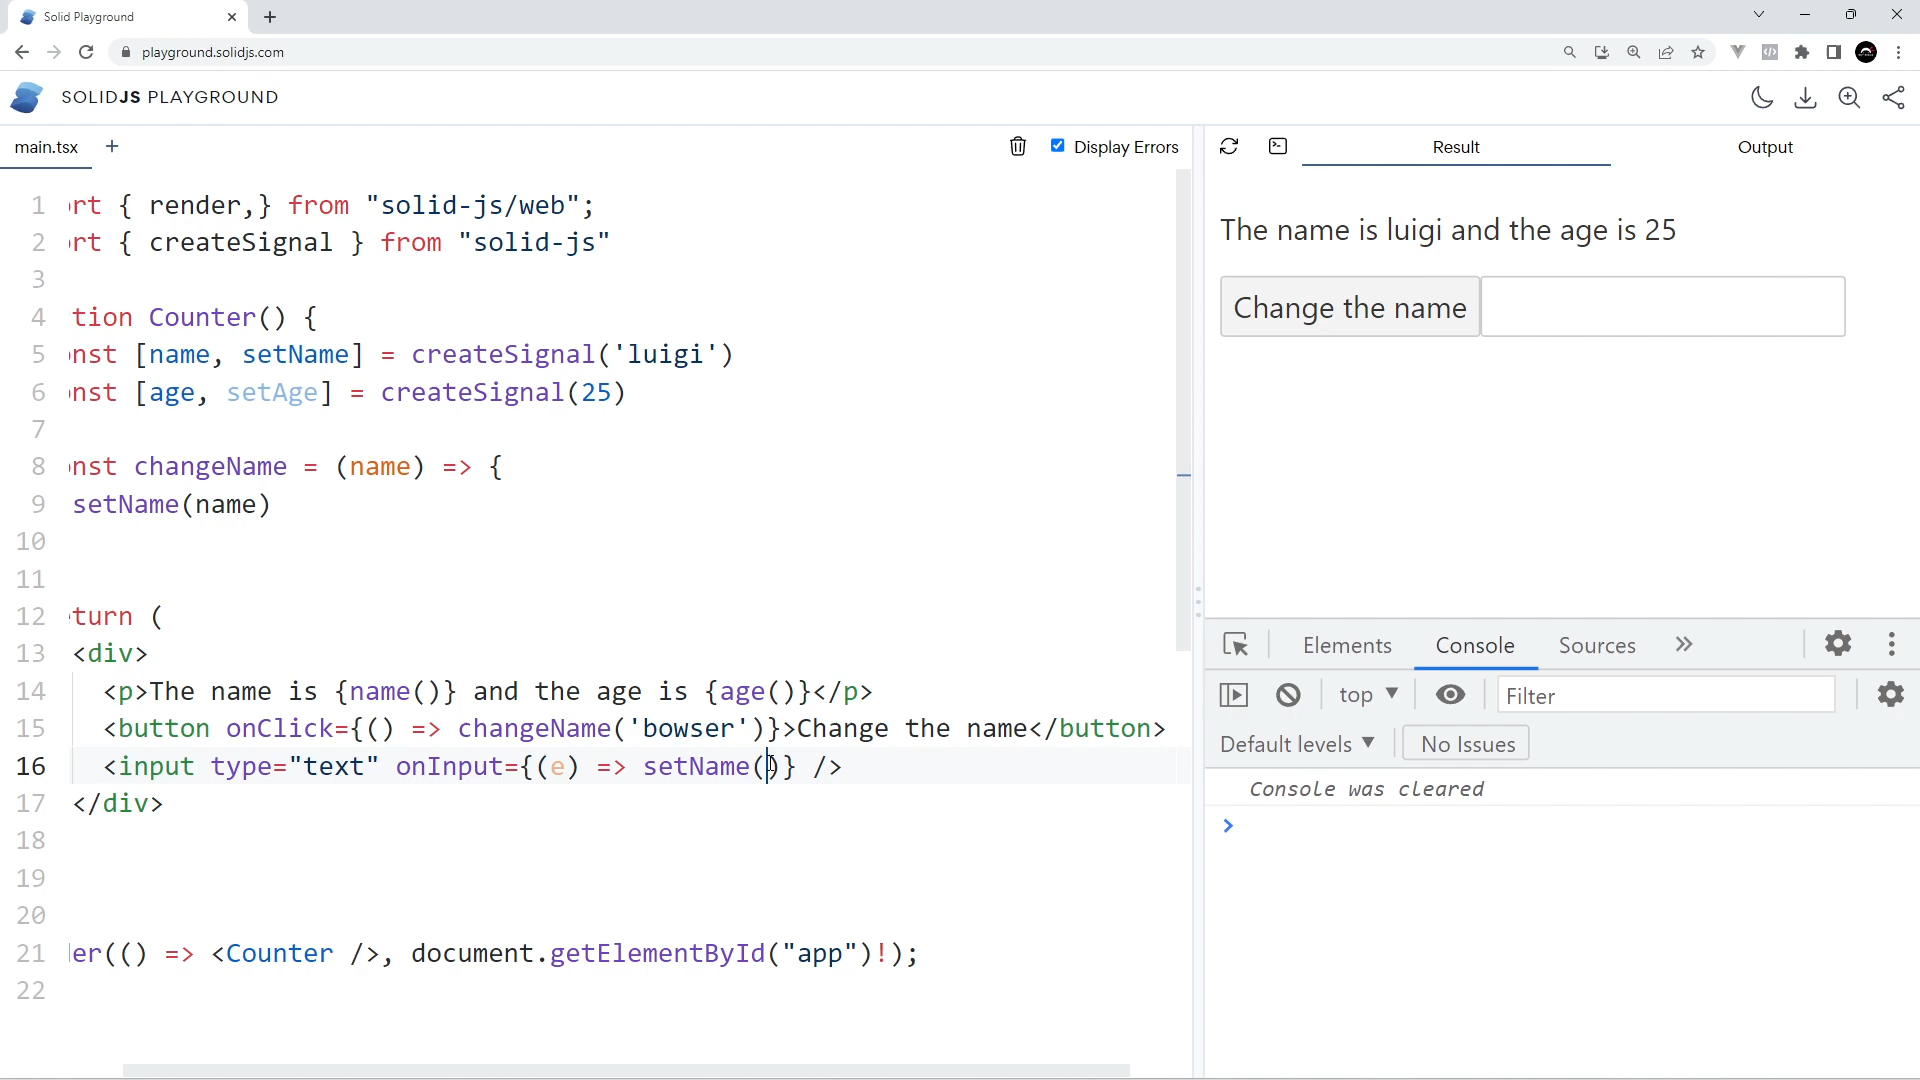 Solid Playground
playground.solidjs.com
SOLIDJS PLAYGROUND
main.tsx
Display Errors
Result
Output
1 rt { render,} from "solid-js/web";
2 rt { createSignal } from "solid-js"
3
4 tion Counter() {
5 nst [name, setName] = createSignal('luigi')
6 nst [age, setAge] = createSignal(25)
7
8 nst changeName = (name) => {
9 setName(name)
10
11
12 turn (
13 <div>
14 <p>The name is {name()} and the age is {age()}</p>
15 <button onClick={() => changeName('bowser')}>Change the name</button>
16 <input type="text" onInput={(e) => setName()} />
17 </div>
18
19
20
21 er(() => <Counter />, document.getElementById("app")!);
22
The name is luigi and the age is 25
Change the name
Elements
Console
Sources
top
Filter
Default levels
No Issues
Console was cleared